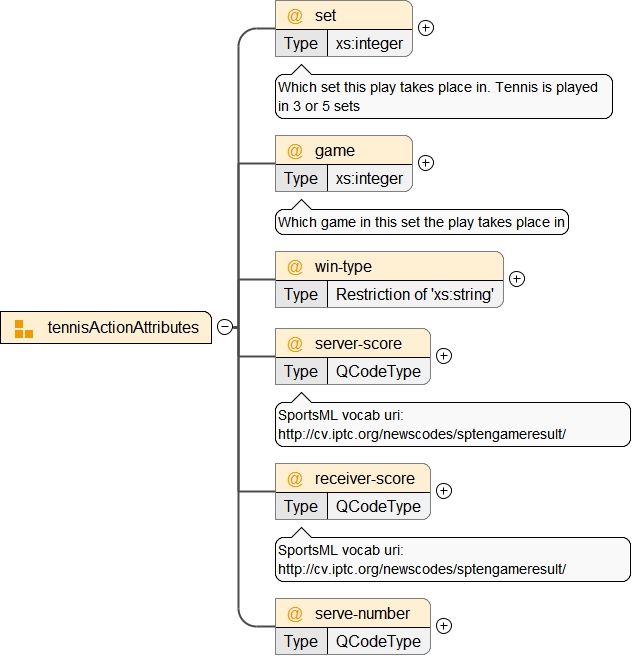 @ set
Type xs:integer
Which set this play takes place in. Tennis is played
in 3 or 5 sets
@ game
Type xs:integer
Which game in this set the play takes place in
@ win-type
Type Restriction of 'xs:string'
tennisActionAttributes
@ server-score
Type QCodeType
SportsML vocab uri:
http://cv.iptc.org/newscodes/sptengameresult/
@ receiver-score
Type QCodeType
SportsML vocab uri:
http://cv.iptc.org/newscodes/sptengameresult/
@ serve-number
Type QCodeType